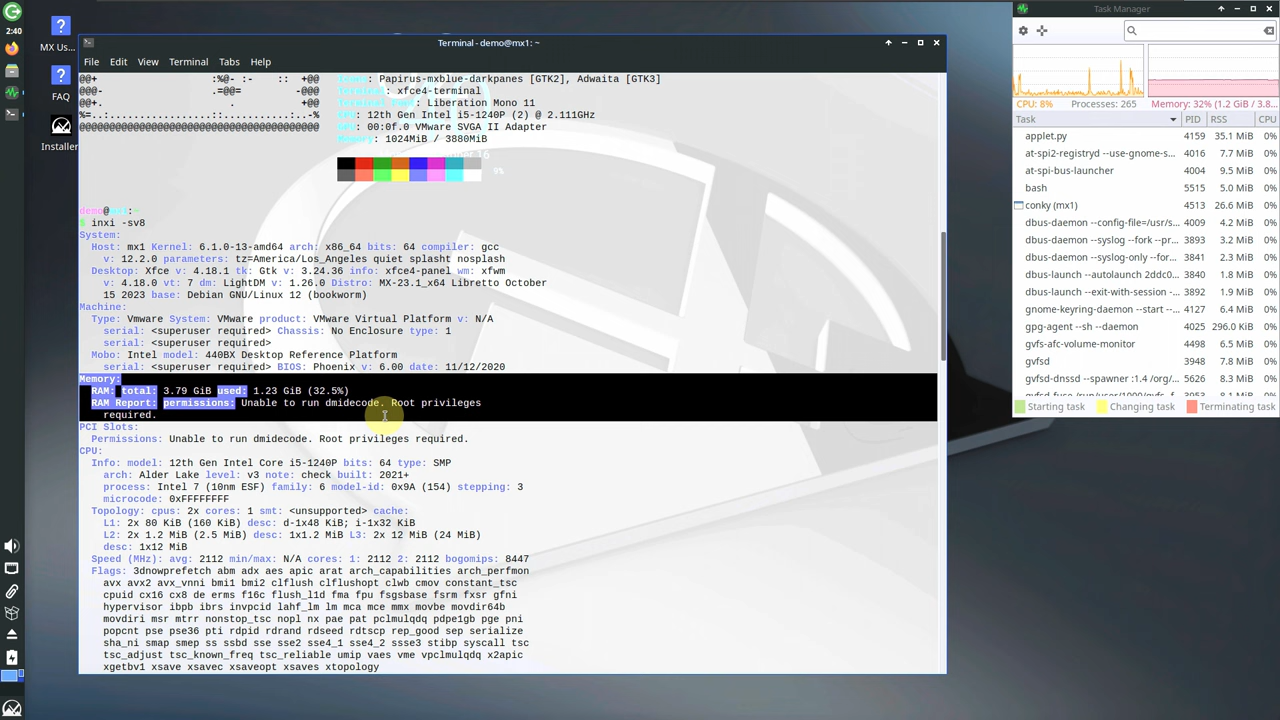 2:40
MX Us...
FAQ
Installer
Terminal - demo@mx1: ~
File Edit View Terminal Tabs Help
@@+ :%@- :- :: +@@
@@@- .=@@= -@@@
@@+. . +@@
%=..:.............::...............:..:-%
@@@@@@@@@@@@@@@@@@@@@@@@@@@@@@@@@@@@@@@@
: Papirus-mxblue-darkpanes [GTK2], Adwaita [GTK3]
Terminal: xfce4-terminal
Terminal Font: Liberation Mono 11
CPU: 12th Gen Intel i5-1240P (2) @ 2.111GHz
GPU: 00:0f.0 VMware SVGA II Adapter
Memory: 1024MiB / 3880MiB
demo@mx1:~
$ inxi -sv8
System:
Host: mx1 Kernel: 6.1.0-13-amd64 arch: x86_64 bits: 64 compiler: gcc
v: 12.2.0 parameters: tz=America/Los_Angeles quiet splasht nosplash
Desktop: Xfce v: 4.18.1 tk: Gtk v: 3.24.36 info: xfce4-panel wm: xfwm
v: 4.18.0 vt: 7 dm: LightDM v: 1.26.0 Distro: MX-23.1_x64 Libretto October
15 2023 base: Debian GNU/Linux 12 (bookworm)
Machine:
Type: Vmware System: VMware product: VMware Virtual Platform v: N/A
serial: <superuser required> Chassis: No Enclosure type: 1
serial: <superuser required>
Mobo: Intel model: 440BX Desktop Reference Platform
serial: <superuser required> BIOS: Phoenix v: 6.00 date: 11/12/2020
Memory:
RAM: total: 3.79 GiB used: 1.23 GiB (32.5%)
RAM Report: permissions: Unable to run dmidecode. Root privileges
required.
PCI Slots:
Permissions: Unable to run dmidecode. Root privileges required.
CPU:
Info: model: 12th Gen Intel Core i5-1240P bits: 64 type: SMP
arch: Alder Lake level: v3 note: check built: 2021+
process: Intel 7 (10nm ESF) family: 6 model-id: 0x9A (154) stepping: 3
microcode: 0xFFFFFFFF
Topology: cpus: 2x cores: 1 smt: <unsupported> cache:
L1: 2x 80 KiB (160 KiB) desc: d-1x48 KiB; i-1x32 KiB
L2: 2x 1.2 MiB (2.5 MiB) desc: 1x1.2 MiB L3: 2x 12 MiB (24 MiB)
desc: 1x12 MiB
Speed (MHz): avg: 2112 min/max: N/A cores: 1: 2112 2: 2112 bogomips: 8447
Flags: 3dnowprefetch abm adx aes apic arat arch_capabilities arch_perfmon
avx avx2 avx_vnni bmi1 bmi2 clflush clflushopt clwb cmov constant_tsc
cpuid cx16 cx8 de erms f16c flush_l1d fma fpu fsgsbase fsrm fxsr gfni
hypervisor ibpb ibrs invpcid lahf_lm lm mca mce mmx movbe movdir64b
movdiri msr mtrr nonstop_tsc nopl nx pae pat pclmulqdq pdpe1gb pge pni
popcnt pse pse36 pti rdpid rdrand rdseed rdtscp rep_good sep serialize
sha_ni smap smep ss ssbd sse sse2 sse4_1 sse4_2 ssse3 stibp syscall tsc
tsc_adjust tsc_known_freq tsc_reliable umip vaes vme vpclmulqdq x2apic
xgetbv1 xsave xsavec xsaveopt xsaves xtopology
Task Manager
CPU: 8% Processes: 265 Memory: 32% (1.2 GiB / 3.8...
Task PID RSS CPU
applet.py 4159 35.1 MiB 0%
at-spi2-registryd --use-gnome-s... 4016 7.7 MiB 0%
at-spi-bus-launcher 4004 9.5 MiB 0%
bash 5515 5.0 MiB 0%
conky (mx1) 4513 26.6 MiB 0%
dbus-daemon --config-file=/usr/s... 4009 4.2 MiB 0%
dbus-daemon --syslog --fork --pr... 3893 3.2 MiB 0%
dbus-daemon --syslog-only --for... 3841 2.3 MiB 0%
dbus-launch --autolaunch 2ddc0... 3840 1.8 MiB 0%
dbus-launch --exit-with-session -... 3892 1.9 MiB 0%
gnome-keyring-daemon --start --... 4127 6.4 MiB 0%
gpg-agent --sh --daemon 4025 296.0 KiB 0%
gvfs-afc-volume-monitor 4498 6.5 MiB 0%
gvfsd 3948 7.8 MiB 0%
gvfsd-dnssd --spawner :1.4 /org/... 5626 8.3 MiB 0%
Starting task Changing task Terminating task